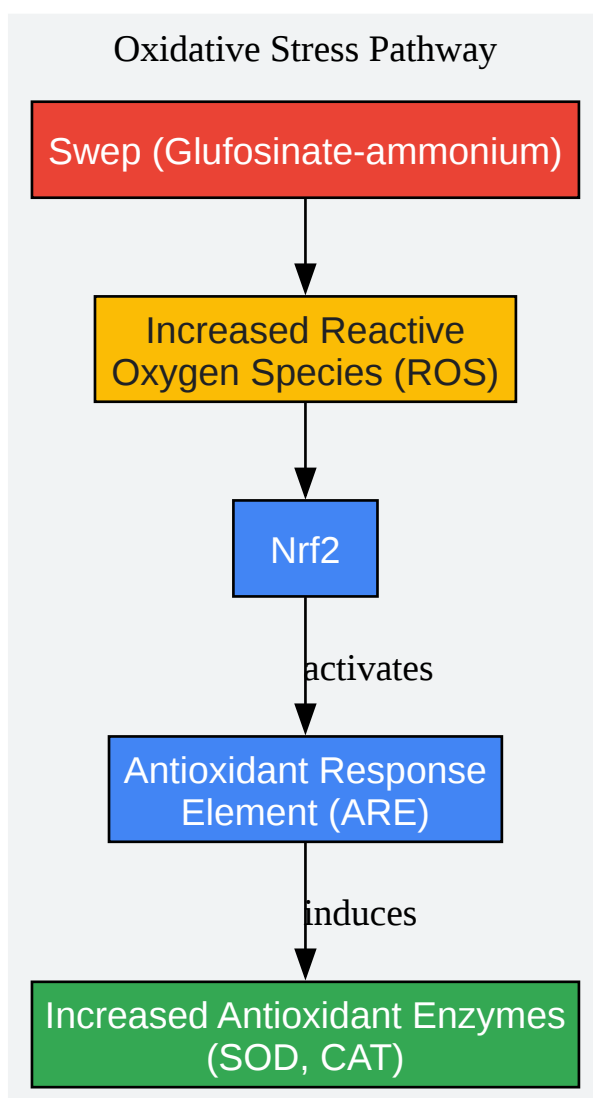 Oxidative Stress Pathway
Swep (Glufosinate-ammonium)
Increased Reactive
Oxygen Species (ROS)
Nrf2
activates
Antioxidant Response
Element (ARE)
induces
Increased Antioxidant Enzymes
(SOD, CAT)